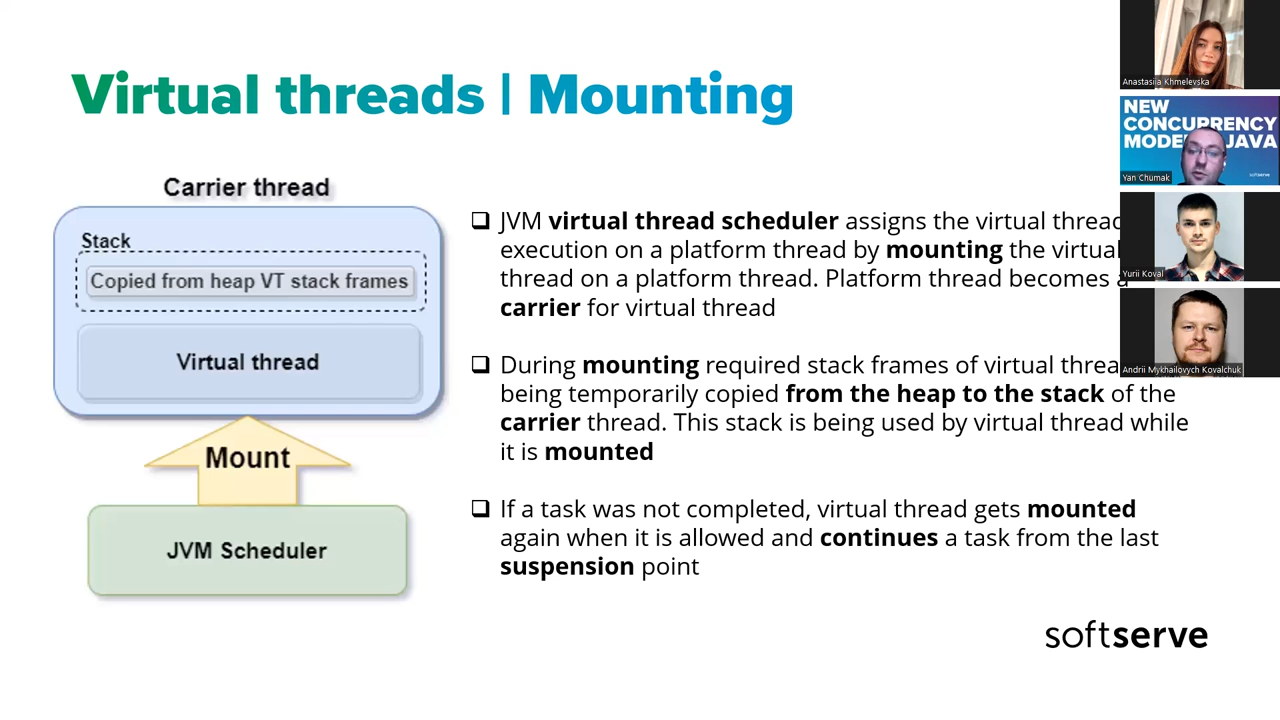 Virtual threads | Mounting
Carrier thread
Stack
Copied from heap VT stack frames
Virtual thread
Mount
JVM Scheduler
❑ JVM virtual thread scheduler assigns the virtual thread
execution on a platform thread by mounting the virtual
thread on a platform thread. Platform thread becomes a
carrier for virtual thread
❑ During mounting required stack frames of virtual
being temporarily copied from the heap to the stack of the
carrier thread. This stack is being used by virtual thread while
it is mounted
❑ If a task was not completed, virtual thread gets mounted
again when it is allowed and continues a task from the last
suspension point
softserve
Anastasiia Khmelevska
NEW
CONCURRENCY
JAVA
softserve
Yan Chumak
Yurii Koval
Andrii Mykhailovych Kovalchuk